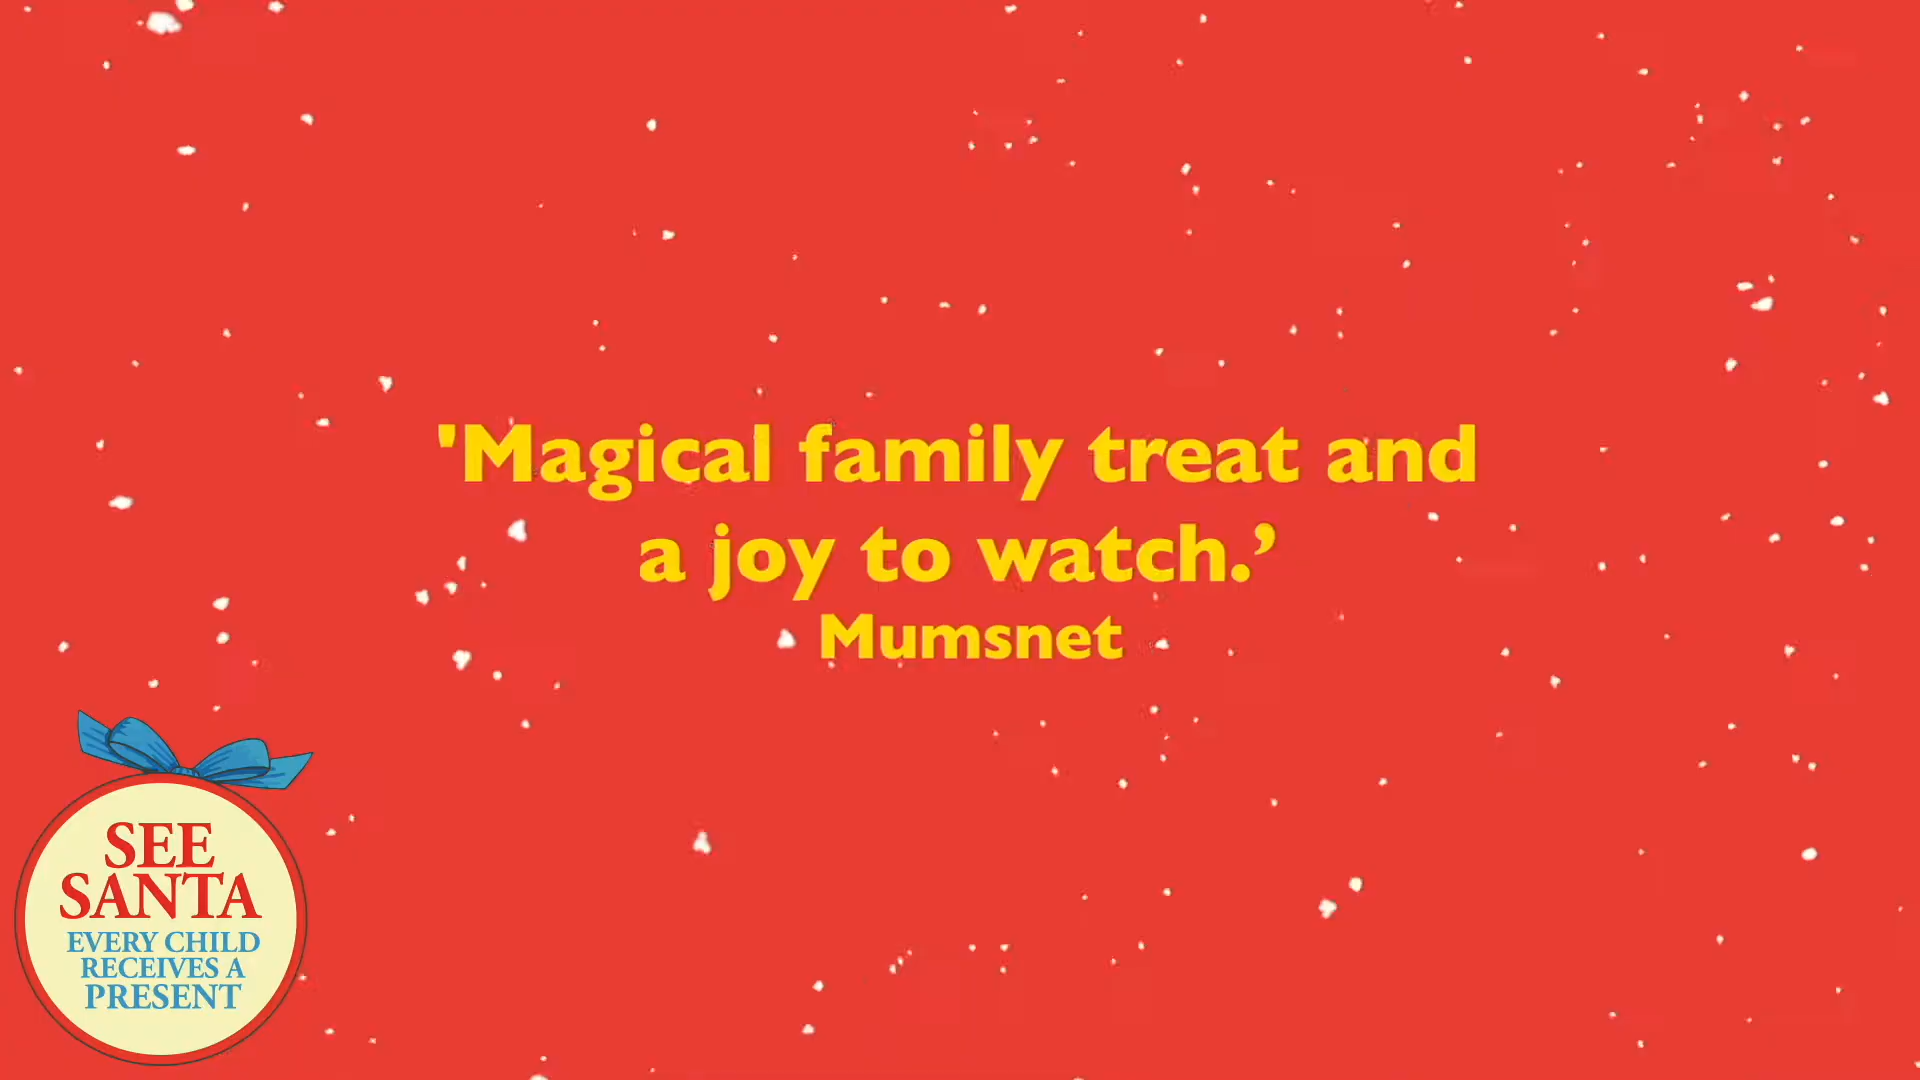 'Magical family treat and
a joy to watch.’
Mumsnet
SEE
SANTA
EVERY CHILD
RECEIVES A
PRESENT